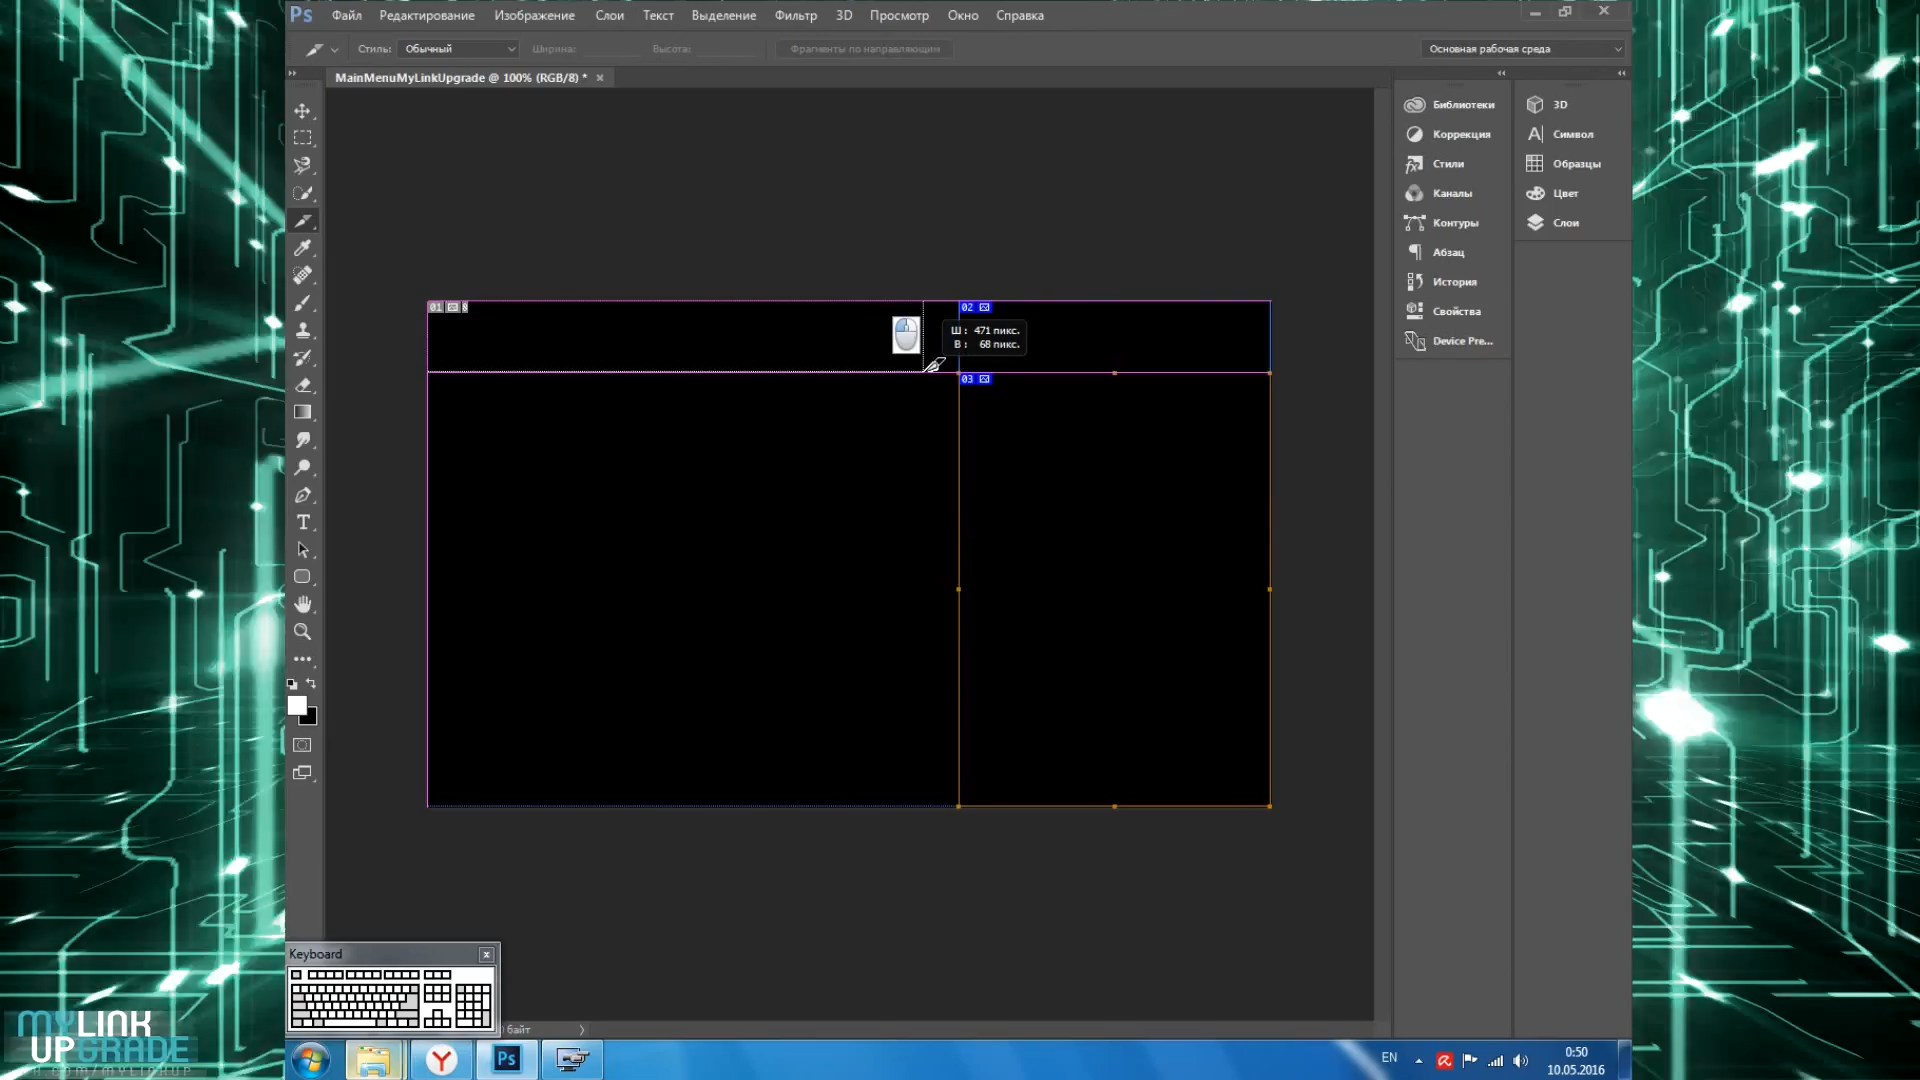 Ps Файл Редактирование Изображение Слои Текст Выделение Фильтр 3D Просмотр Окно Справка
Стиль: Обычный Ширина: Высота: Фрагменты по направляющим Основная рабочая среда
MainMenuMyLinkUpgrade @ 100% (RGB/8) *
Библиотеки
3D
Коррекция
Символ
Стили
Образцы
Каналы
Цвет
Контуры
Слои
Абзац
История
Свойства
Device Pre...
01
02
Ш: 471 пикс.
В: 68 пикс.
03
Keyboard
байт
MYLINK
UPGRADE
Ps
EN
0:50
10.05.2016